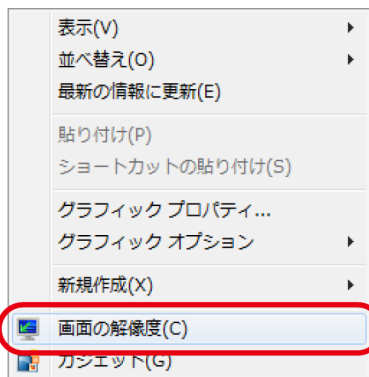 表示(V)
並べ替え(O)
最新の情報に更新(E)
貼り付け(P)
ショートカットの貼り付け(S)
グラフィック プロパティ...
グラフィック オプション
新規作成(X)
画面の解像度(C)
ガジェット(G)